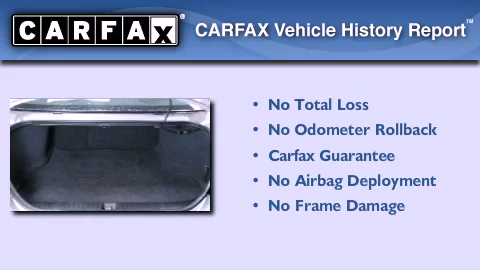 CARFAX® CARFAX Vehicle History Report™
• No Total Loss
• No Odometer Rollback
• Carfax Guarantee
• No Airbag Deployment
• No Frame Damage